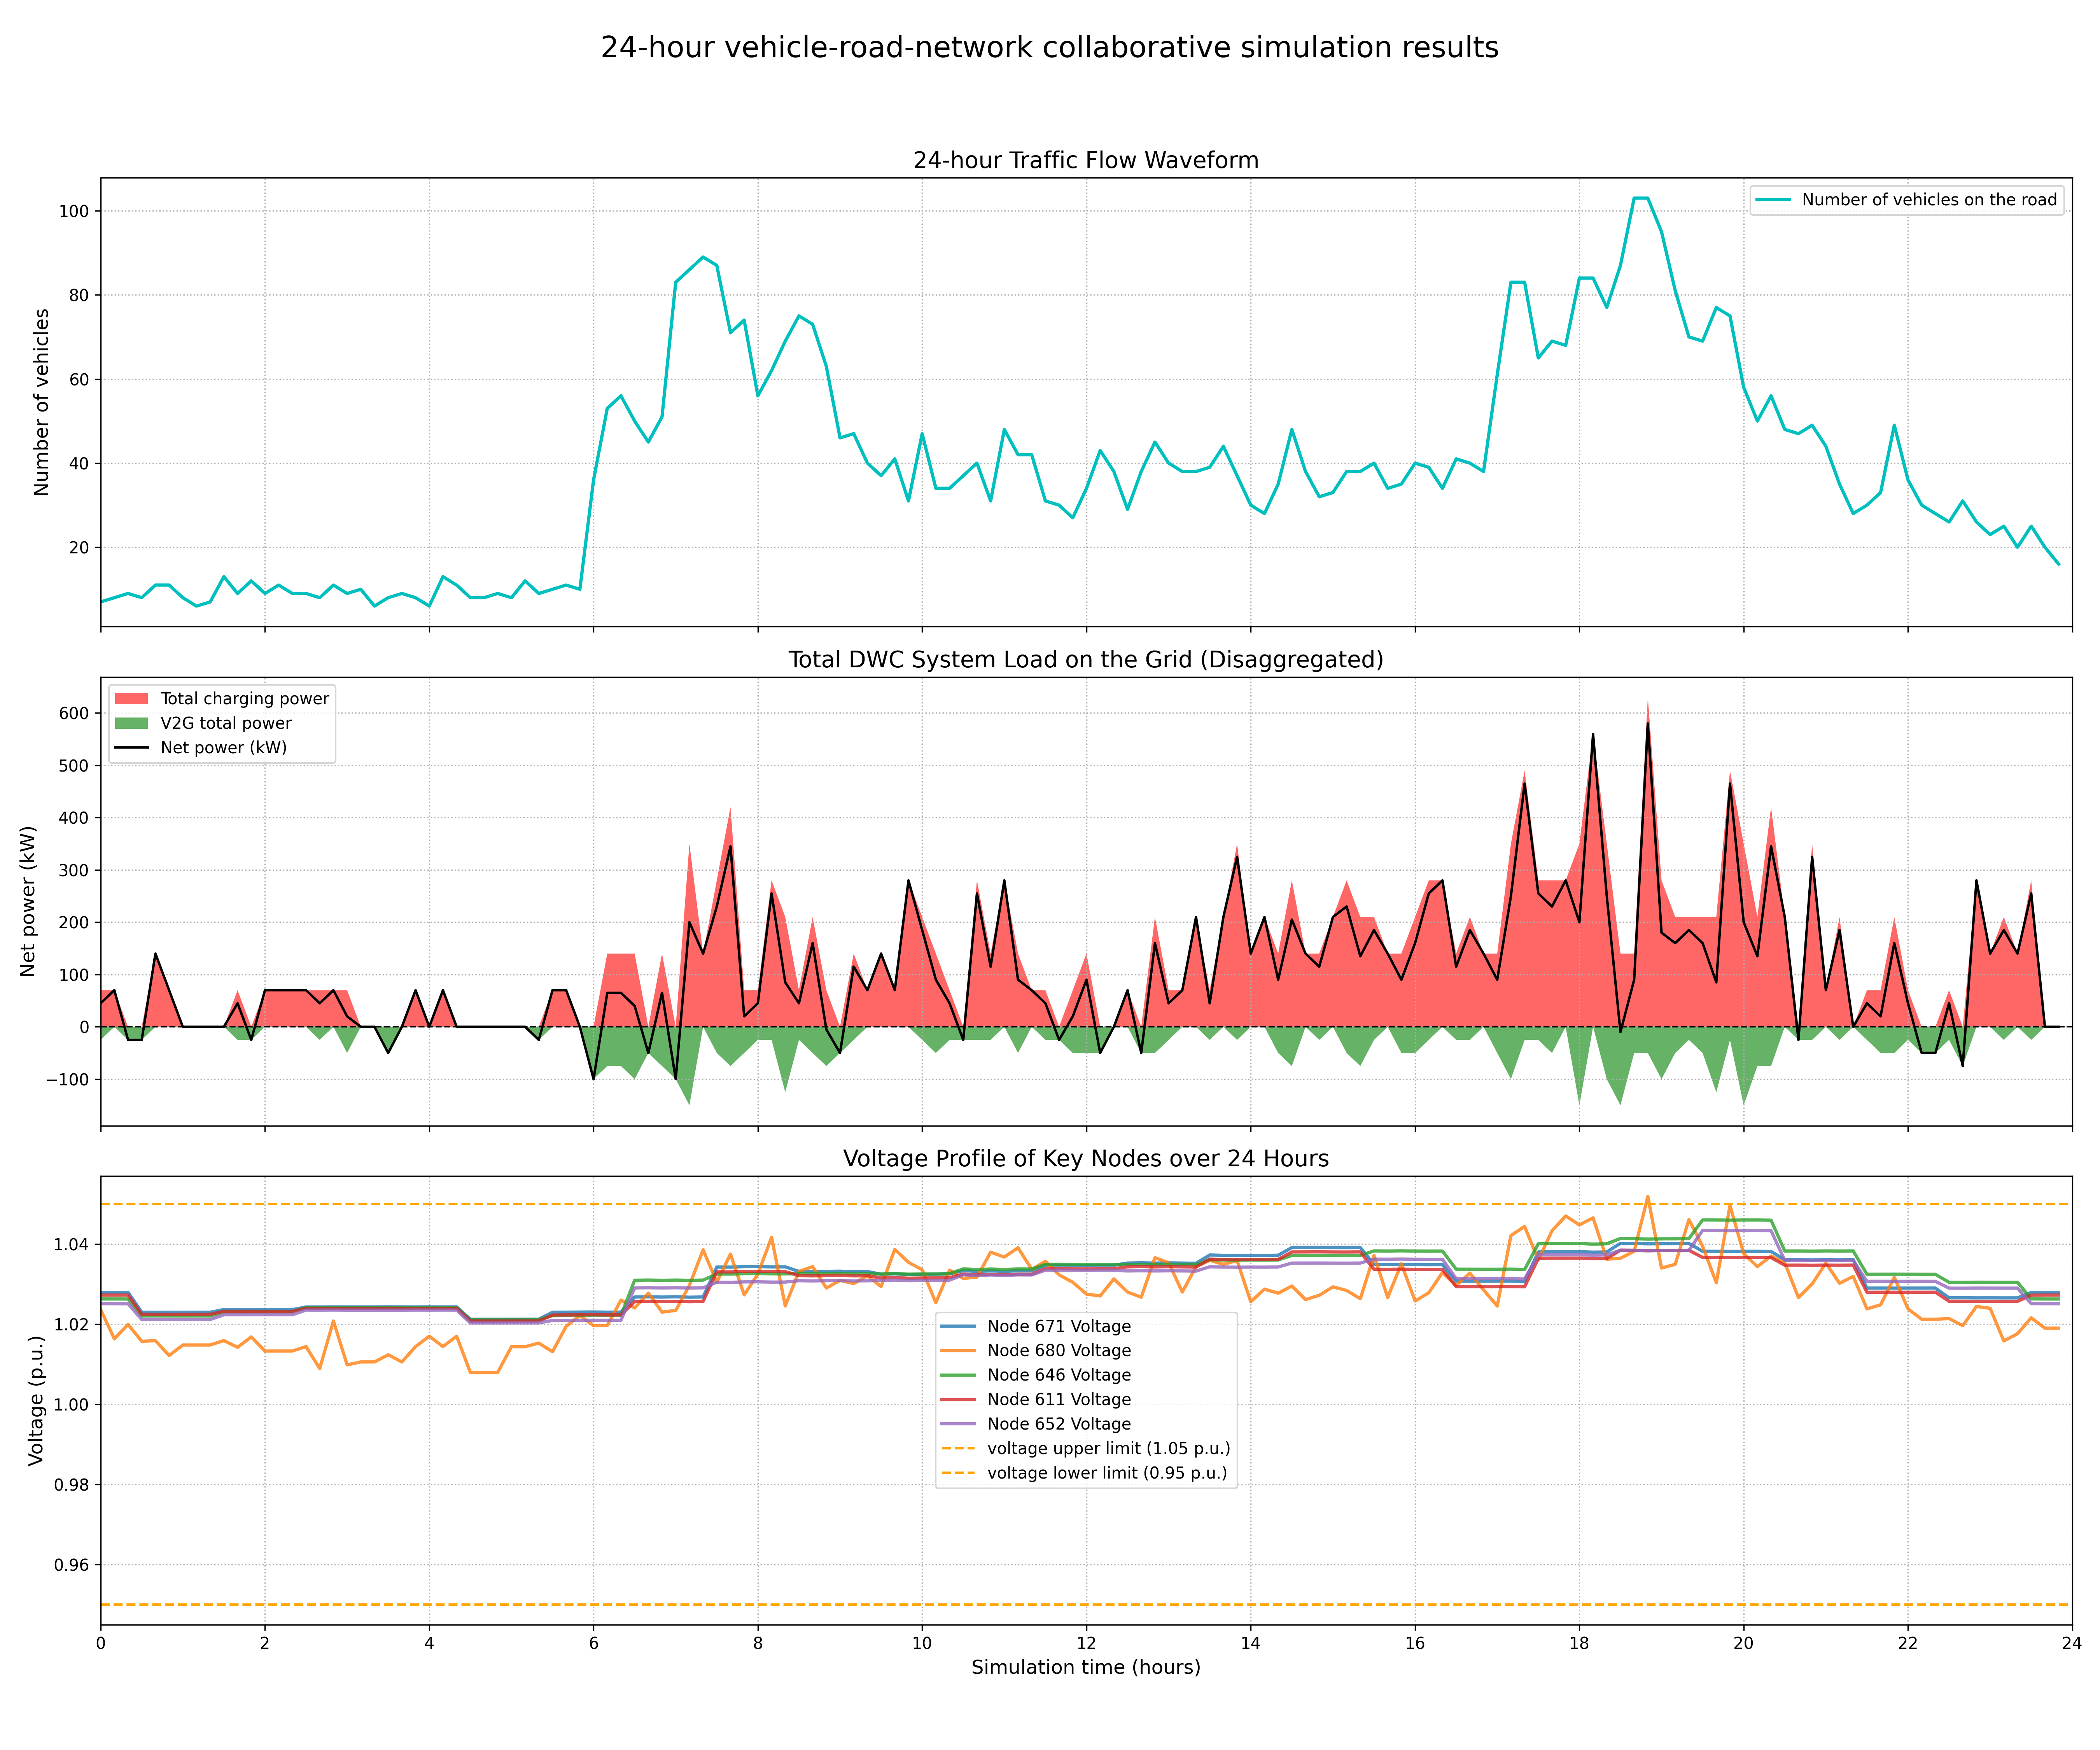 24-hour vehicle-road-network collaborative simulation results
24-hour Traffic Flow Waveform
Number of vehicles
100
80
60
40
20
Number of vehicles on the road
Total DWC System Load on the Grid (Disaggregated)
Net power (kW)
600
500
400
300
200
100
0
−100
Total charging power
V2G total power
Net power (kW)
Voltage Profile of Key Nodes over 24 Hours
Voltage (p.u.)
1.04
1.02
1.00
0.98
0.96
Node 671 Voltage
Node 680 Voltage
Node 646 Voltage
Node 611 Voltage
Node 652 Voltage
voltage upper limit (1.05 p.u.)
voltage lower limit (0.95 p.u.)
0 2 4 6 8 10 12 14 16 18 20 22 24
Simulation time (hours)